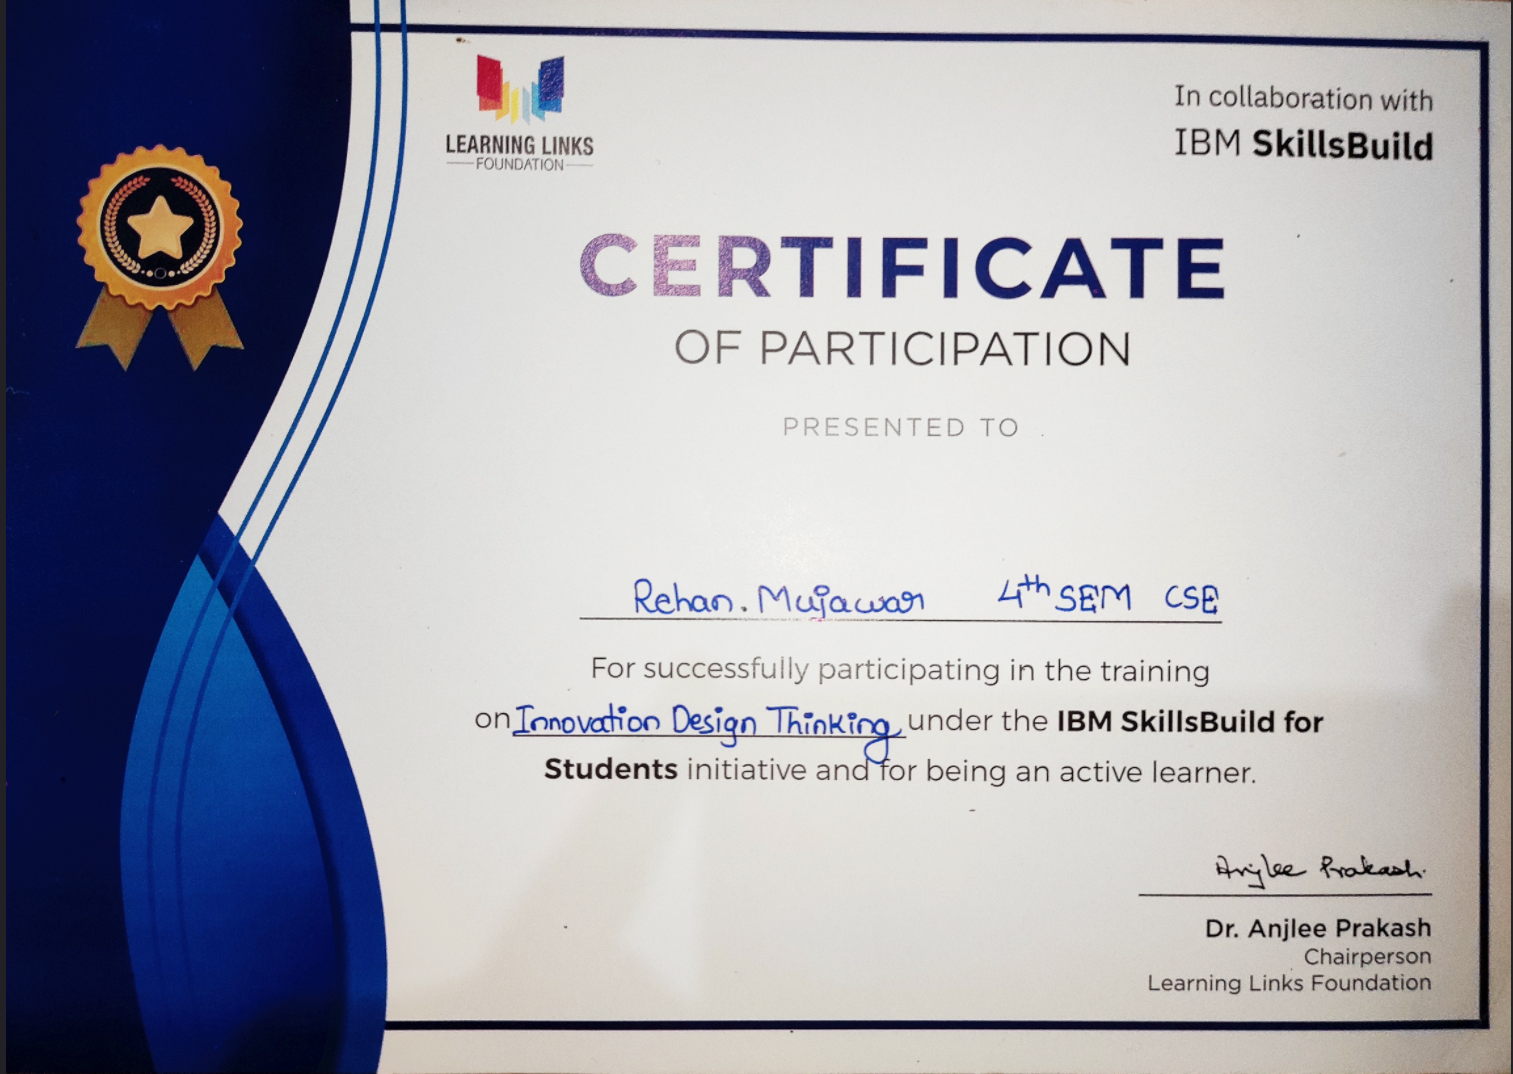 LEARNING LINKS
FOUNDATION
In collaboration with
IBM SkillsBuild
CERTIFICATE
OF PARTICIPATION
PRESENTED TO
Rehan. Mujawar 4th SEM CSE
For successfully participating in the training
on Innovation Design Thinking under the IBM SkillsBuild for
Students initiative and for being an active learner.
Anjlee Prakash.
Dr. Anjlee Prakash
Chairperson
Learning Links Foundation